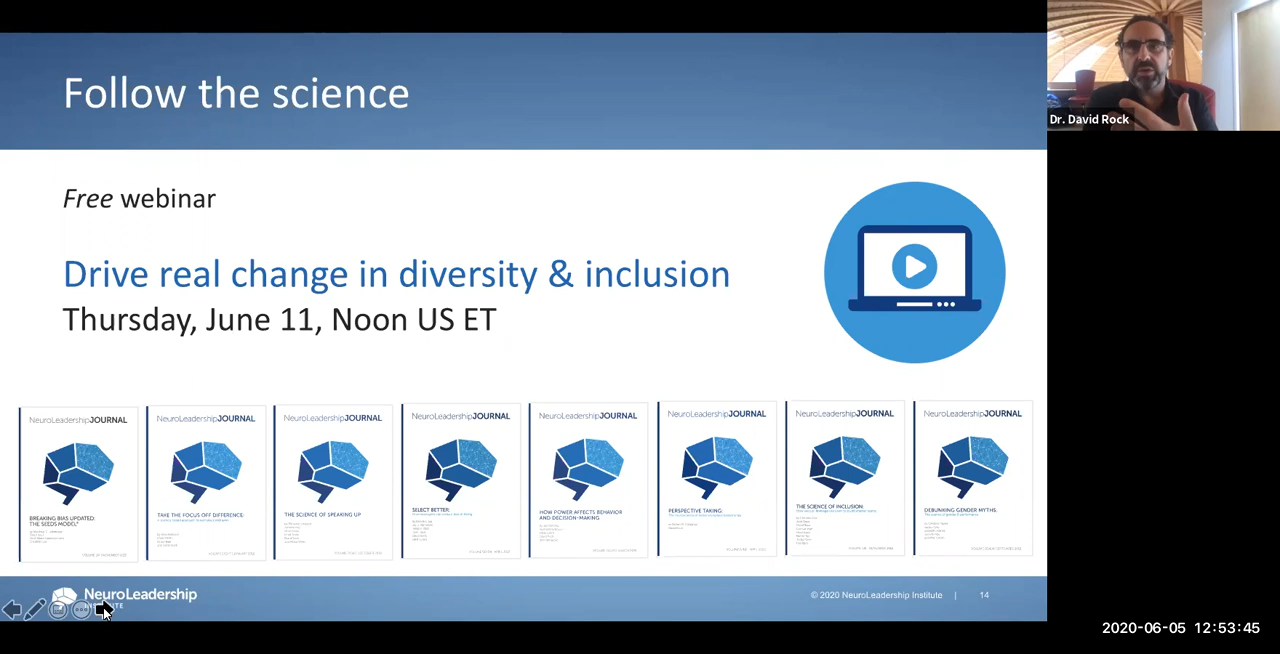 Follow the science
Dr. David Rock
Free webinar
Drive real change in diversity & inclusion
Thursday, June 11, Noon US ET
NeuroLeadershipJOURNAL
BREAKING BIAS UPDATED:
THE SEEDS MODEL®
NeuroLeadershipJOURNAL
TAKE THE FOCUS OFF DIFFERENCE:
NeuroLeadershipJOURNAL
THE SCIENCE OF SPEAKING UP
NeuroLeadershipJOURNAL
SELECT BETTER:
NeuroLeadershipJOURNAL
HOW POWER AFFECTS BEHAVIOR
AND DECISION-MAKING
NeuroLeadershipJOURNAL
PERSPECTIVE TAKING:
NeuroLeadershipJOURNAL
THE SCIENCE OF INCLUSION:
NeuroLeadershipJOURNAL
DEBUNKING GENDER MYTHS:
NeuroLeadership
© 2020 NeuroLeadership Institute | 14
2020-06-05 12:53:45